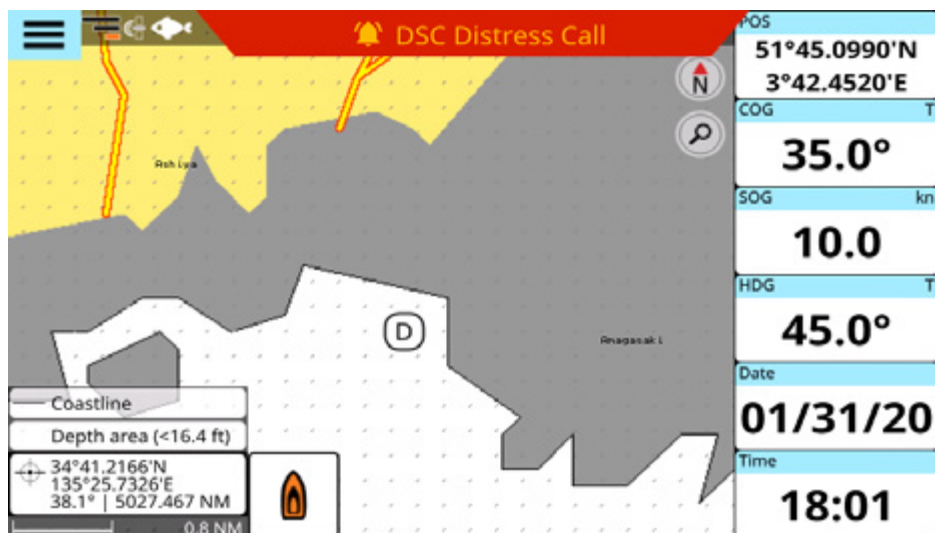 DSC Distress Call
N
Ashiya
D
Amagasaki
Coastline
Depth area (<16.4 ft)
34°41.2166'N
135°25.7326'E
38.1° | 5027.467 NM
0.8 NM
POS
51°45.0990'N
3°42.4520'E
COG T
35.0°
SOG kn
10.0
HDG T
45.0°
Date
01/31/20
Time
18:01